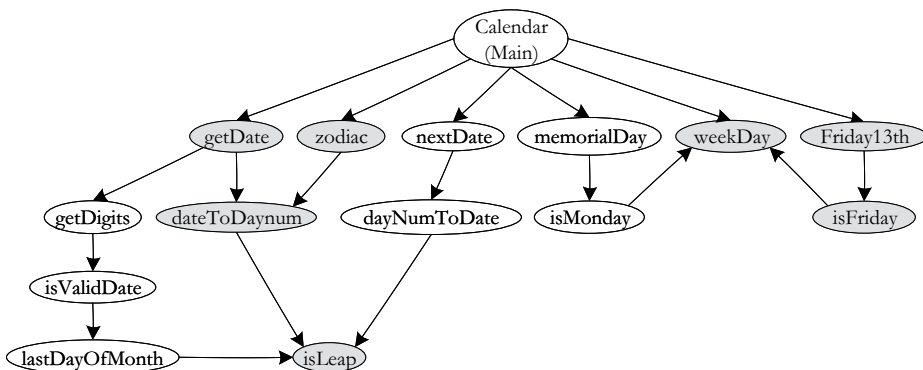 Calendar
(Main)
getDate
zodiac
nextDate
memorialDay
weekDay
Friday13th
getDigits
dateToDaynum
dayNumToDate
isMonday
isFriday
isValidDate
lastDayOfMonth
isLeap